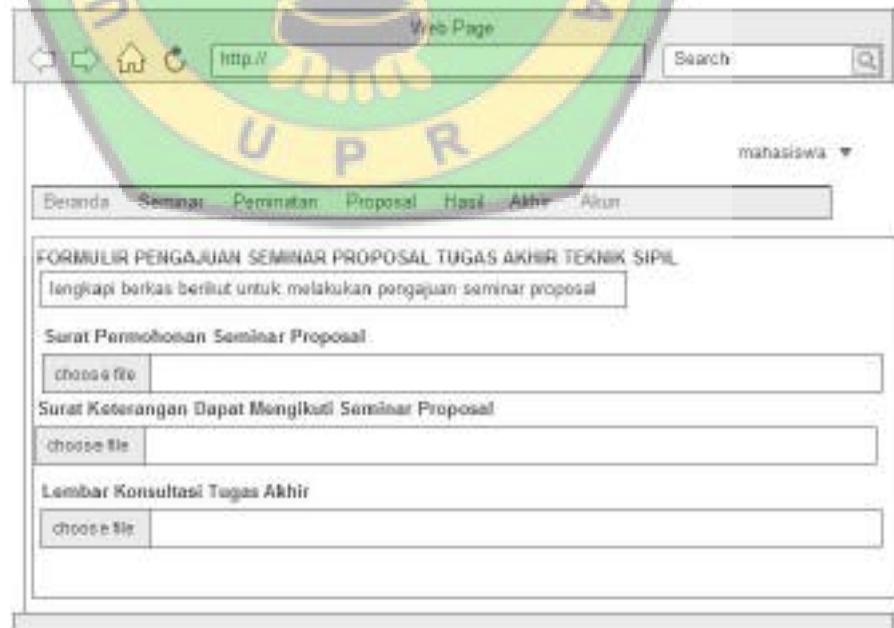 Web Page
http://
Search
U U P R A
mahasiswa
Beranda Seminar Peminatan Proposal Hasil Akhir Akun
FORMULIR PENGAJUAN SEMINAR PROPOSAL TUGAS AKHIR TEKNIK SIPIL
lengkapi berkas berikut untuk melakukan pengajuan seminar proposal
Surat Permohonan Seminar Proposal
choose file
Surat Keterangan Dapat Mengikuti Seminar Proposal
choose file
Lembar Konsultasi Tugas Akhir
choose file